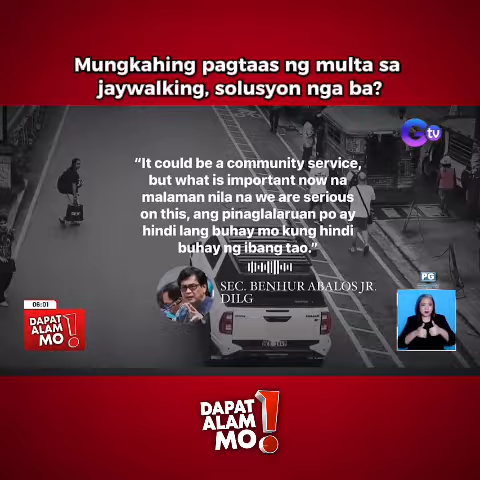 Mungkahing pagtaas ng multa sa
jaywalking, solusyon nga ba?
Gtv
“It could be a community service,
but what is important now na
malaman nila na we are serious
on this, ang pinaglalaruan po ay
hindi lang buhay mo kung hindi
buhay ng ibang tao.”
SEC. BENHUR ABALOS JR.
DILG
PG
06:01
DAPAT
ALAM
MO!
DAPAT
ALAM
MO!